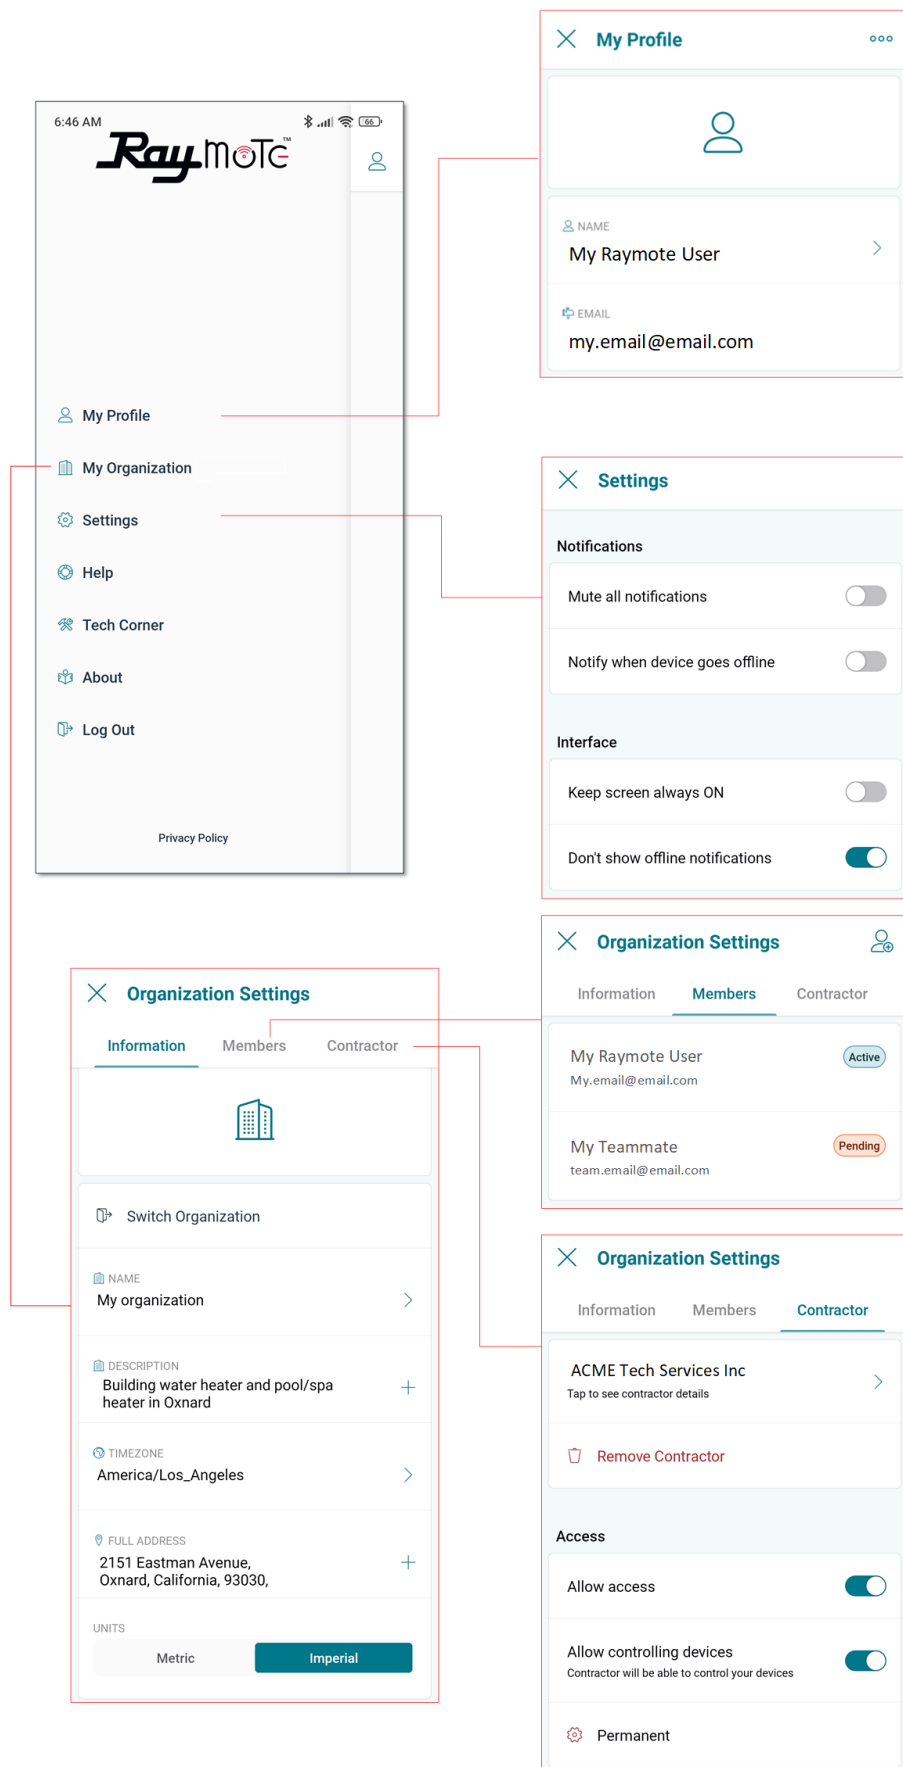 6:46 AM
66
RaymoTe™
My Profile
My Organization
Settings
Help
Tech Corner
About
Log Out
Privacy Policy
My Profile
NAME
My Raymote User
EMAIL
my.email@email.com
Settings
Notifications
Mute all notifications
Notify when device goes offline
Interface
Keep screen always ON
Don't show offline notifications
Organization Settings
Information Members Contractor
Switch Organization
NAME
My organization
DESCRIPTION
Building water heater and pool/spa
heater in Oxnard
TIMEZONE
America/Los_Angeles
FULL ADDRESS
2151 Eastman Avenue,
Oxnard, California, 93030,
UNITS
Metric Imperial
Organization Settings
Information Members Contractor
My Raymote User
Active
My.email@email.com
My Teammate
Pending
team.email@email.com
Organization Settings
Information Members Contractor
ACME Tech Services Inc
Tap to see contractor details
Remove Contractor
Access
Allow access
Allow controlling devices
Contractor will be able to control your devices
Permanent